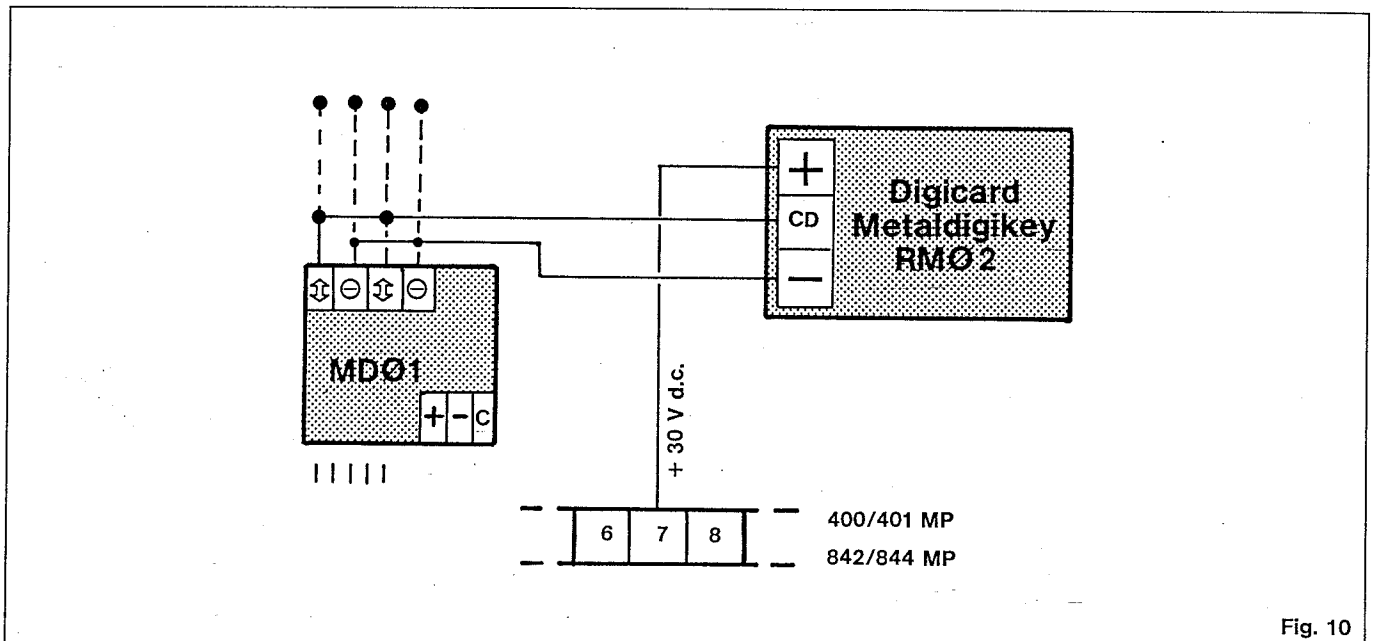 +
CD
−
Digicard
Metaldigikey
RMØ2
⇕ ⊖ ⇕ ⊖
MDØ1
+ − C
+ 30 V d.c.
6 7 8
400/401 MP
842/844 MP
Fig. 10